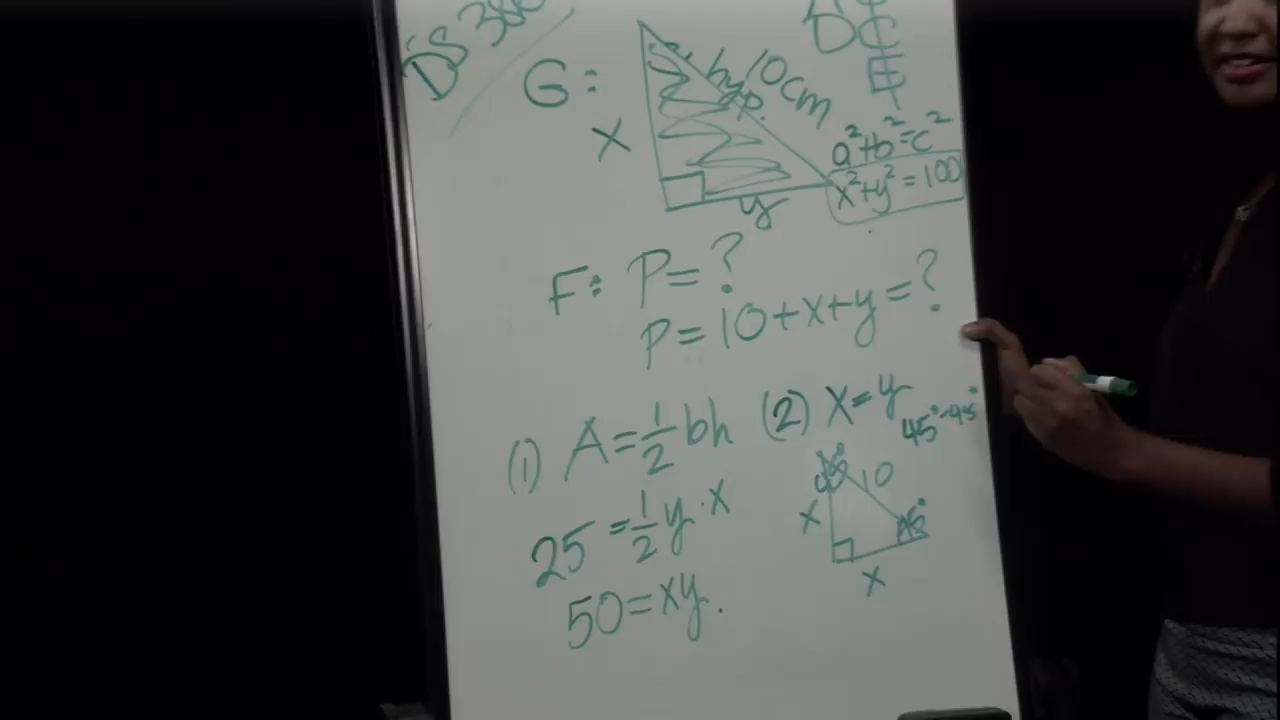 DS 38
D
C
E
G:
hyp.
10cm
x
y
a²+b²=c²
x²+y²=100
F: P=?
P=10+x+y=?
(1) A=½bh
25=½y·x
50=xy.
(2) x=y
45°-45°
10
x
45°
x